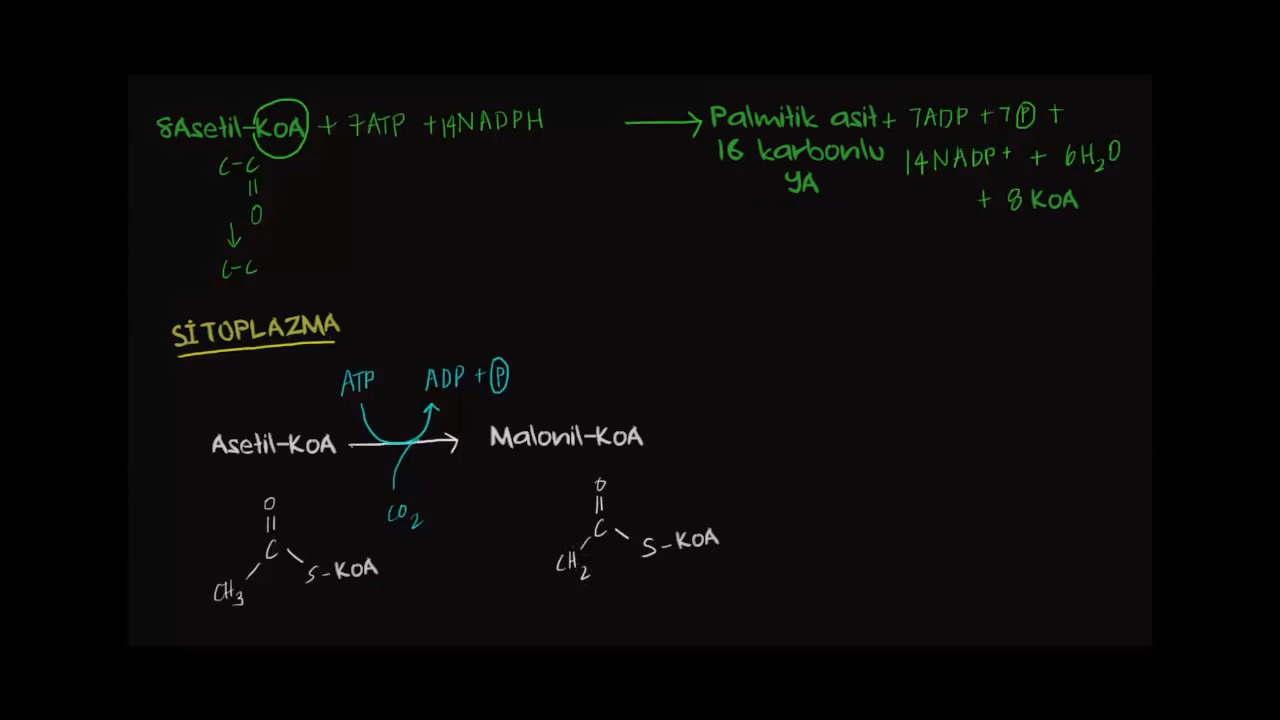 8Asetil-KOA + 7ATP +14NADPH → Palmitik asit + 7ADP + 7P +
16 karbonlu 14NADP+ + 6H2O
YA + 8 KOA
C-C
||
O
↓
C-C
SİTOPLAZMA
ATP ADP + P
Asetil-KOA → Malonil-KOA
CO2
O
||
C
CH3 S-KOA
O
||
C
CH2 S-KOA